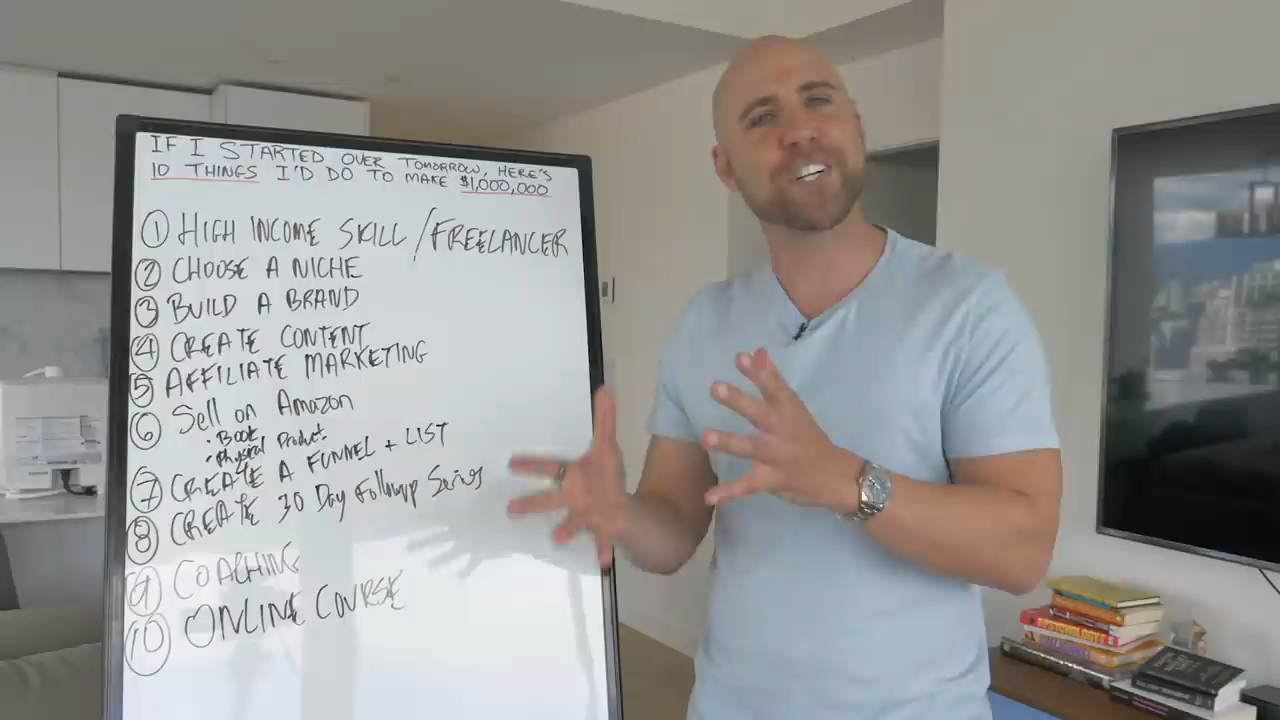 IF I STARTED OVER TOMORROW, HERE'S
10 THINGS I'D DO TO MAKE $1,000,000
1 HIGH INCOME SKILL/FREELANCER
2 CHOOSE A NICHE
3 BUILD A BRAND
4 CREATE CONTENT
5 AFFILIATE MARKETING
6 Sell on Amazon
• Book
• Physical Product
7 CREATE A FUNNEL + LIST
8 CREATE 30 Day Followup Series
9 COACHING
10 ONLINE COURSE